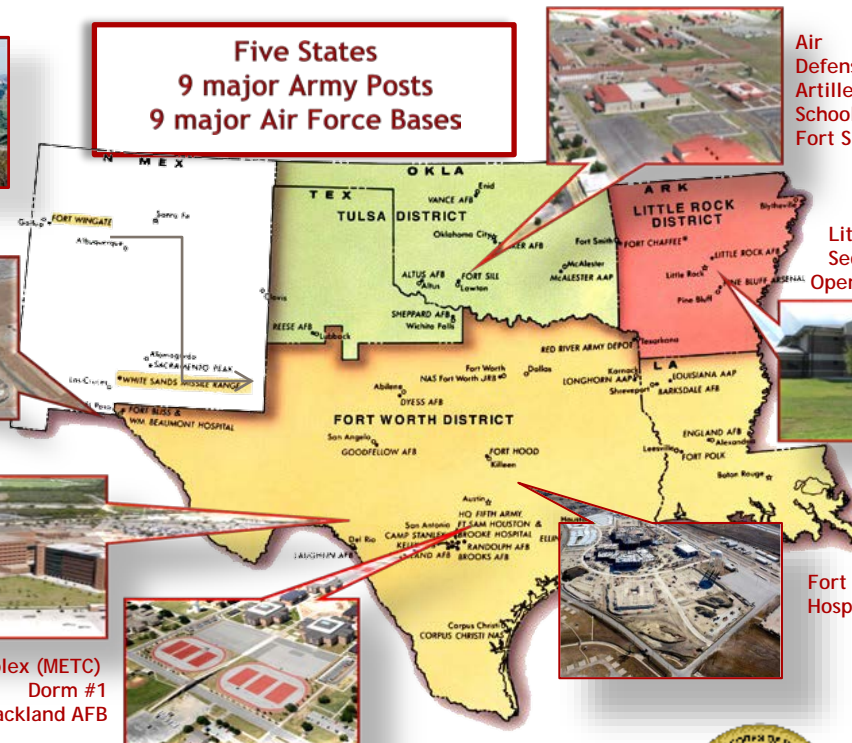 Five States
9 major Army Posts
9 major Air Force Bases
Air
Defens
Artille
School
Fort S
N MEX
OKLA
TEX
TULSA DISTRICT
Enid
VANCE AFB
Oklahoma City
KER AFB
ARK
LITTLE ROCK
DISTRICT
Blytheville
Fort Smith
FORT CHAFFEE
LITTLE ROCK AFB
Little Rock
PINE BLUFF ARSENAL
Pine Bluff
Lit
Sec
Oper
Gallup
FORT WINGATE
Santa Fe
Albuquerque
Clovis
ALTUS AFB
Altus
FORT SILL
Lawton
McAlester
McALESTER AAP
SHEPPARD AFB
Wichita Falls
REESE AFB
Lubbock
Alamogordo
SACRAMENTO PEAK
Las Cruces
WHITE SANDS MISSILE RANGE
El Paso
FORT BLISS &
WM. BEAUMONT HOSPITAL
RED RIVER ARMY DEPOT
Texarkana
LA
Fort Worth
NAS Fort Worth JRB
Dallas
Karnack
LONGHORN AAP
Shreveport
LOUISIANA AAP
BARKSDALE AFB
Abilene
DYESS AFB
FORT WORTH DISTRICT
San Angelo
GOODFELLOW AFB
FORT HOOD
Killeen
ENGLAND AFB
Alexandria
Leesville
FORT POLK
Baton Rouge
Austin
HQ FIFTH ARMY
FT SAM HOUSTON &
BROOKE HOSPITAL
San Antonio
CAMP STANLEY
KELLY
LAND AFB
RANDOLPH AFB
BROOKS AFB
Del Rio
LAUGHLIN AFB
Houston
ELLIN
Corpus Christi
CORPUS CHRISTI NAS
Fort
Hosp
lex (METC)
Dorm #1
ackland AFB